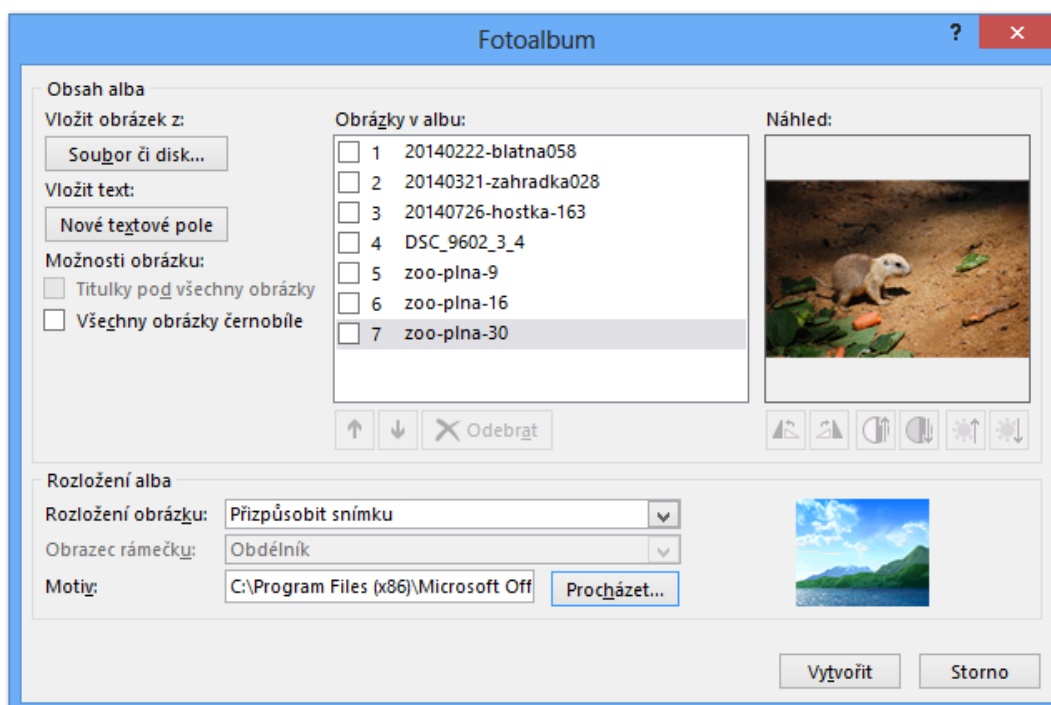 Fotoalbum
?
Obsah alba
Vložit obrázek z:
Soubor či disk...
Vložit text:
Nové textové pole
Možnosti obrázku:
Titulky pod všechny obrázky
Všechny obrázky černobíle
Obrázky v albu:
1 20140222-blatna058
2 20140321-zahradka028
3 20140726-hostka-163
4 DSC_9602_3_4
5 zoo-plna-9
6 zoo-plna-16
7 zoo-plna-30
Odebrat
Náhled:
Rozložení alba
Rozložení obrázku: Přizpůsobit snímku
Obrazec rámečku: Obdélník
Motiv: C:\Program Files (x86)\Microsoft Off Procházet...
Vytvořit Storno